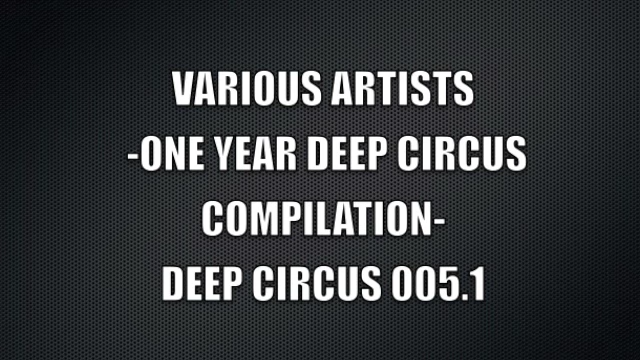 VARIOUS ARTISTS
-ONE YEAR DEEP CIRCUS
COMPILATION-
DEEP CIRCUS 005.1